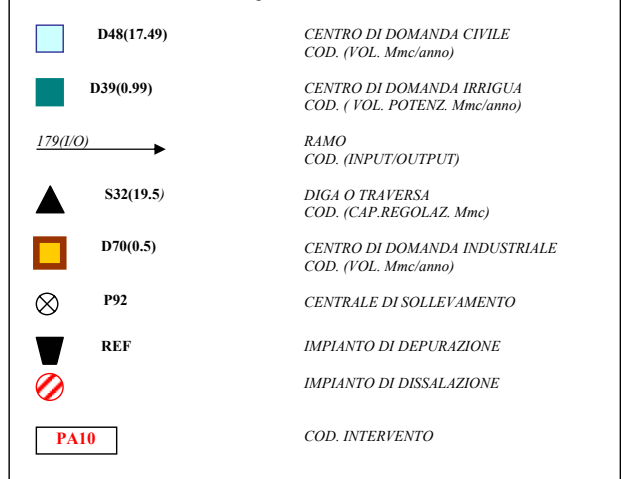 D48(17.49) CENTRO DI DOMANDA CIVILE
COD. (VOL. Mmc/anno)
D39(0.99) CENTRO DI DOMANDA IRRIGUA
COD. ( VOL. POTENZ. Mmc/anno)
179(I/O) RAMO
COD. (INPUT/OUTPUT)
S32(19.5) DIGA O TRAVERSA
COD. (CAP.REGOLAZ. Mmc)
D70(0.5) CENTRO DI DOMANDA INDUSTRIALE
COD. (VOL. Mmc/anno)
P92 CENTRALE DI SOLLEVAMENTO
REF IMPIANTO DI DEPURAZIONE
IMPIANTO DI DISSALAZIONE
PA10 COD. INTERVENTO